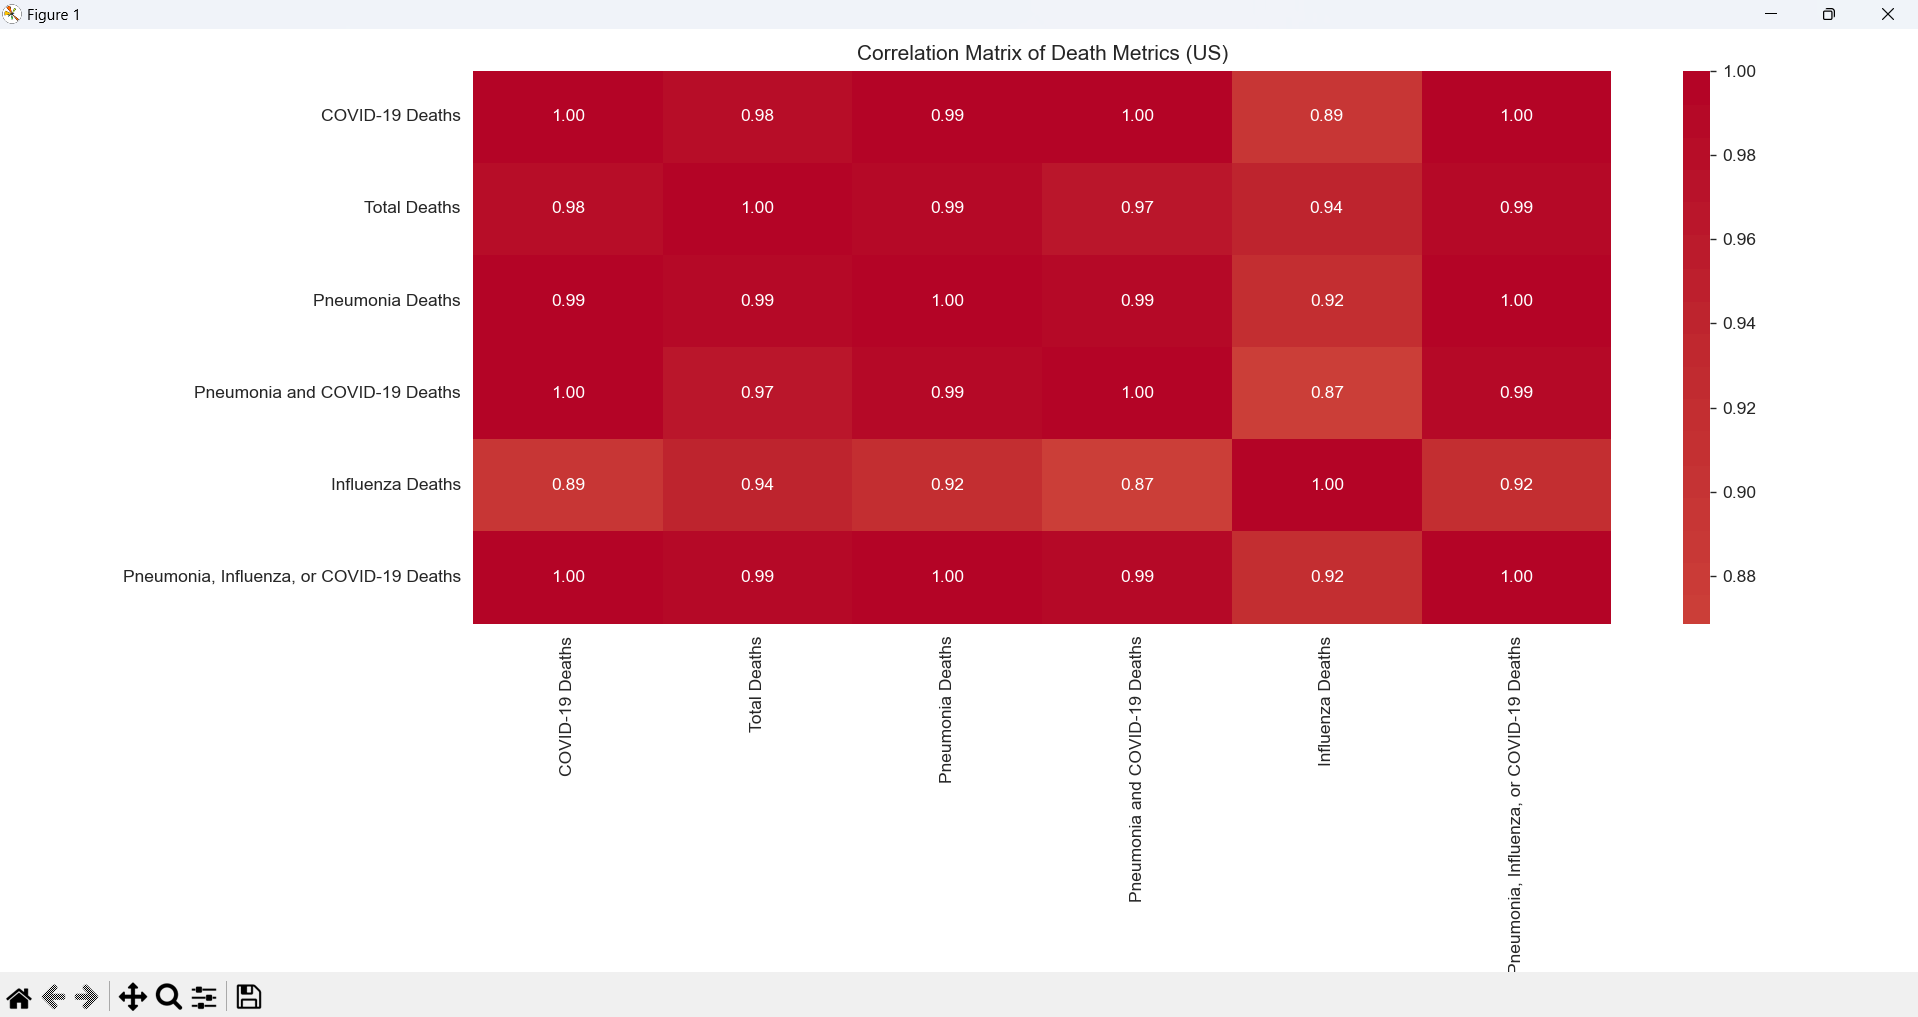 Figure 1
Correlation Matrix of Death Metrics (US)
COVID-19 Deaths 1.00 0.98 0.99 1.00 0.89 1.00
Total Deaths 0.98 1.00 0.99 0.97 0.94 0.99
Pneumonia Deaths 0.99 0.99 1.00 0.99 0.92 1.00
Pneumonia and COVID-19 Deaths 1.00 0.97 0.99 1.00 0.87 0.99
Influenza Deaths 0.89 0.94 0.92 0.87 1.00 0.92
Pneumonia, Influenza, or COVID-19 Deaths 1.00 0.99 1.00 0.99 0.92 1.00
COVID-19 Deaths
Total Deaths
Pneumonia Deaths
Pneumonia and COVID-19 Deaths
Influenza Deaths
Pneumonia, Influenza, or COVID-19 Deaths
1.00
0.98
0.96
0.94
0.92
0.90
0.88